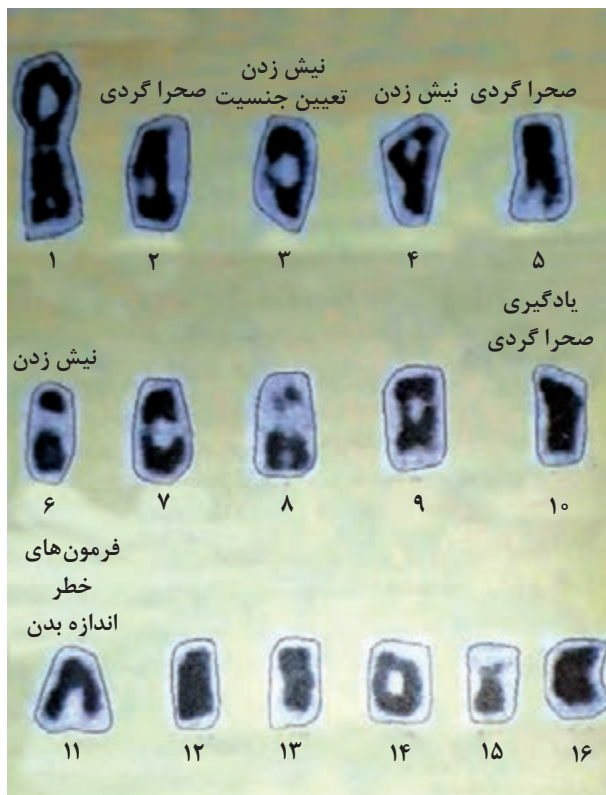 صحرا گردی
نیش زدن
تعیین جنسیت
نیش زدن
صحرا گردی
۱ ۲ ۳ ۴ ۵
نیش زدن
یادگیری
صحرا گردی
۶ ۷ ۸ ۹ ۱۰
فرمون‌های
خطر
اندازه بدن
۱۱ ۱۲ ۱۳ ۱۴ ۱۵ ۱۶